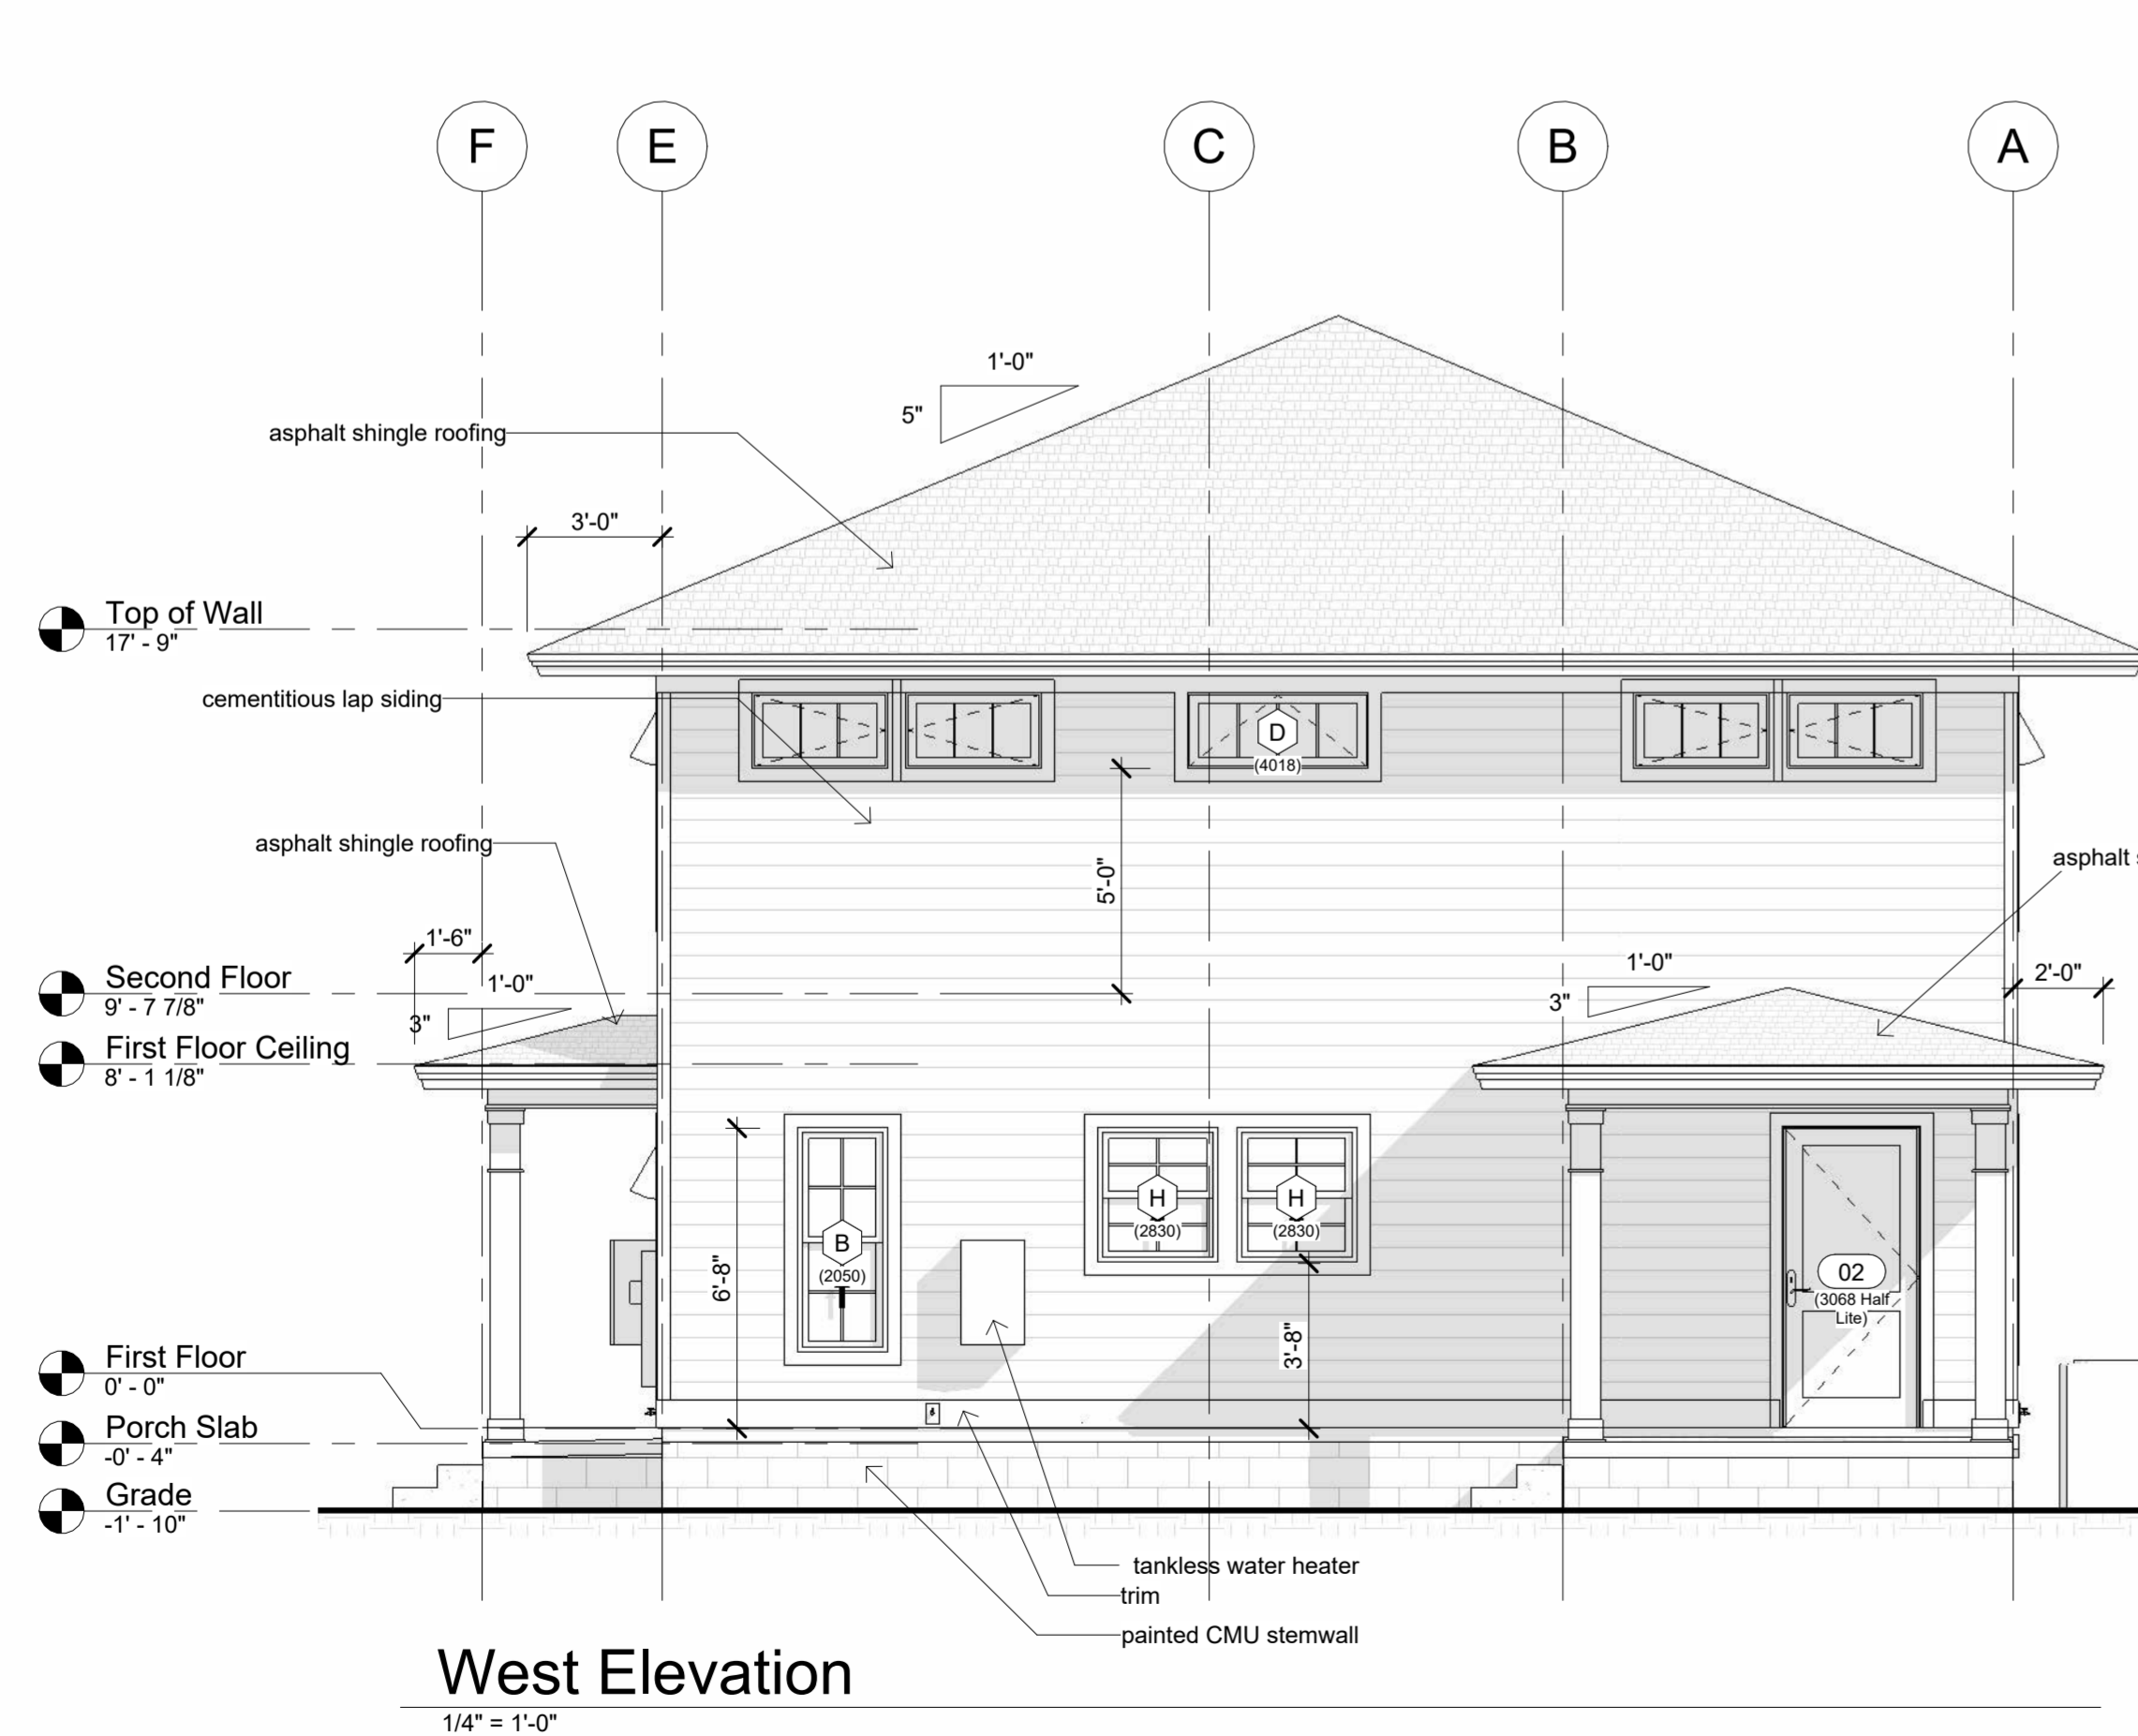 F E C B A
1'-0"
5"
asphalt shingle roofing
3'-0"
Top of Wall
17' - 9"
cementitious lap siding
D
(4018)
asphalt shingle roofing
5'-0"
asphalt
1'-6"
1'-0"
3"
Second Floor
9' - 7 7/8"
1'-0"
3"
2'-0"
First Floor Ceiling
8' - 1 1/8"
6'-8"
B
(2050)
H
(2830)
H
(2830)
3'-8"
02
(3068 Half
Lite)
First Floor
0' - 0"
Porch Slab
-0' - 4"
Grade
-1' - 10"
tankless water heater
trim
painted CMU stemwall
West Elevation
1/4" = 1'-0"